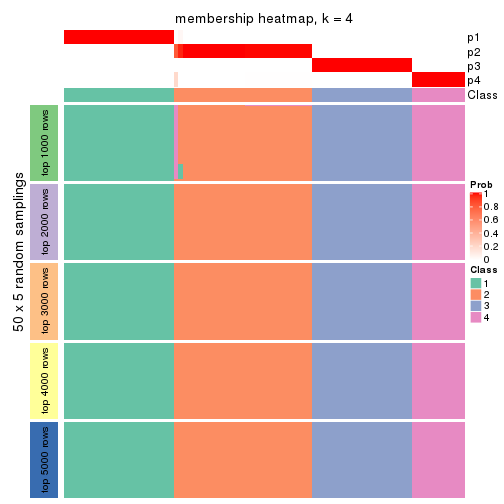 membership heatmap, k = 4
p1
p2
p3
p4
Class
50 x 5 random samplings
top 1000 rows
top 2000 rows
top 3000 rows
top 4000 rows
top 5000 rows
Prob
1
0.8
0.6
0.4
0.2
0
Class
1
2
3
4